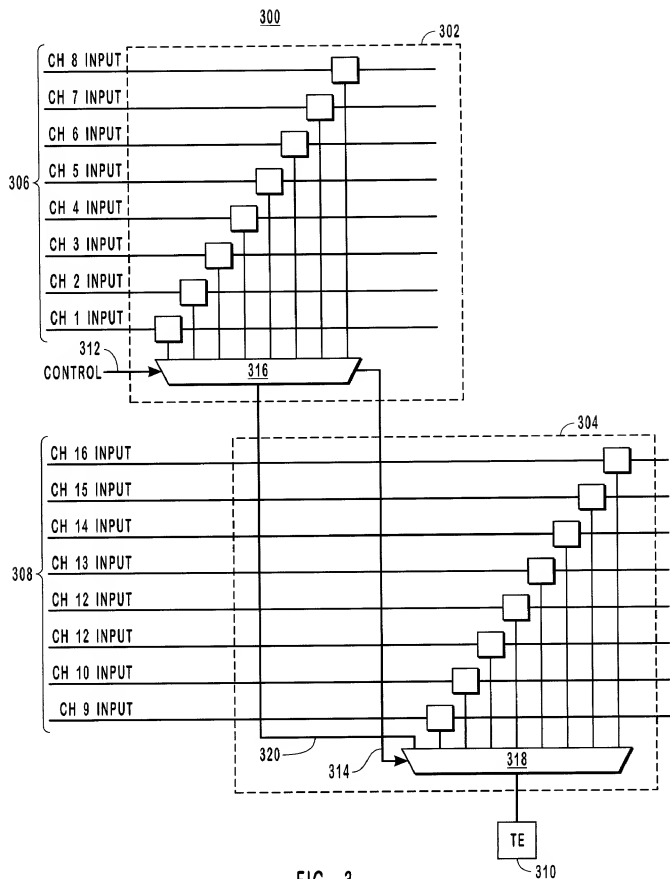 300
302
CH 8 INPUT
CH 7 INPUT
CH 6 INPUT
306
CH 5 INPUT
CH 4 INPUT
CH 3 INPUT
CH 2 INPUT
CH 1 INPUT
312
CONTROL
316
304
CH 16 INPUT
CH 15 INPUT
CH 14 INPUT
308
CH 13 INPUT
CH 12 INPUT
CH 12 INPUT
CH 10 INPUT
CH 9 INPUT
320
314
318
TE
310
FIG. 3